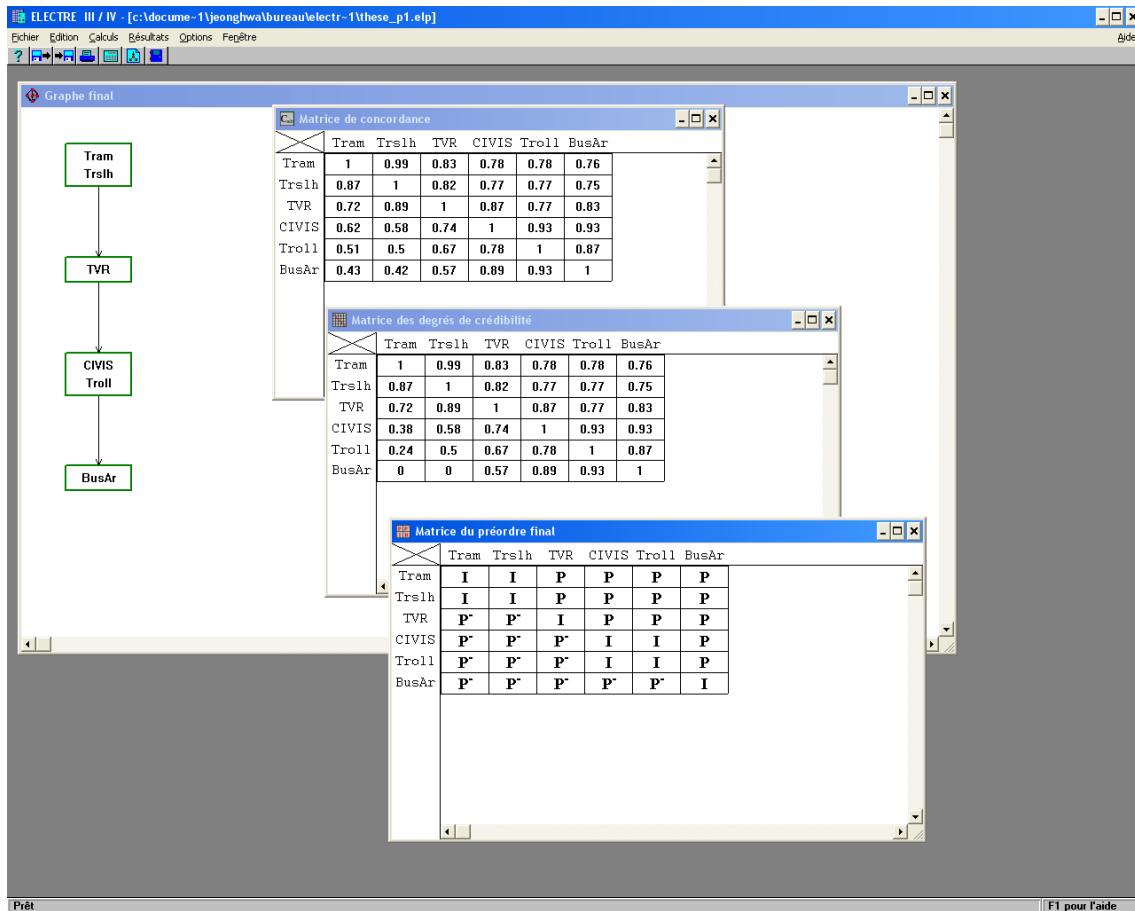 ELECTRE III / IV - [c:\docume~1\jeonghwa\bureau\electr~1\these_p1.elp]
Fichier Edition Calculs Résultats Options Fenêtre Aide
?
Graphe final
Tram
Trslh
TVR
CIVIS
Troll
BusAr
Matrice de concordance
Tram Trslh TVR CIVIS Troll BusAr
Tram 1 0.99 0.83 0.78 0.78 0.76
Trslh 0.87 1 0.82 0.77 0.77 0.75
TVR 0.72 0.89 1 0.87 0.77 0.83
CIVIS 0.62 0.58 0.74 1 0.93 0.93
Troll 0.51 0.5 0.67 0.78 1 0.87
BusAr 0.43 0.42 0.57 0.89 0.93 1
Matrice des degrés de crédibilité
Tram Trslh TVR CIVIS Troll BusAr
Tram 1 0.99 0.83 0.78 0.78 0.76
Trslh 0.87 1 0.82 0.77 0.77 0.75
TVR 0.72 0.89 1 0.87 0.77 0.83
CIVIS 0.38 0.58 0.74 1 0.93 0.93
Troll 0.24 0.5 0.67 0.78 1 0.87
BusAr 0 0 0.57 0.89 0.93 1
Matrice du préordre final
Tram Trslh TVR CIVIS Troll BusAr
Tram I I P P P P
Trslh I I P P P P
TVR P⁻ P⁻ I P P P
CIVIS P⁻ P⁻ P⁻ I I P
Troll P⁻ P⁻ P⁻ I I P
BusAr P⁻ P⁻ P⁻ P⁻ P⁻ I
Prêt F1 pour l'aide